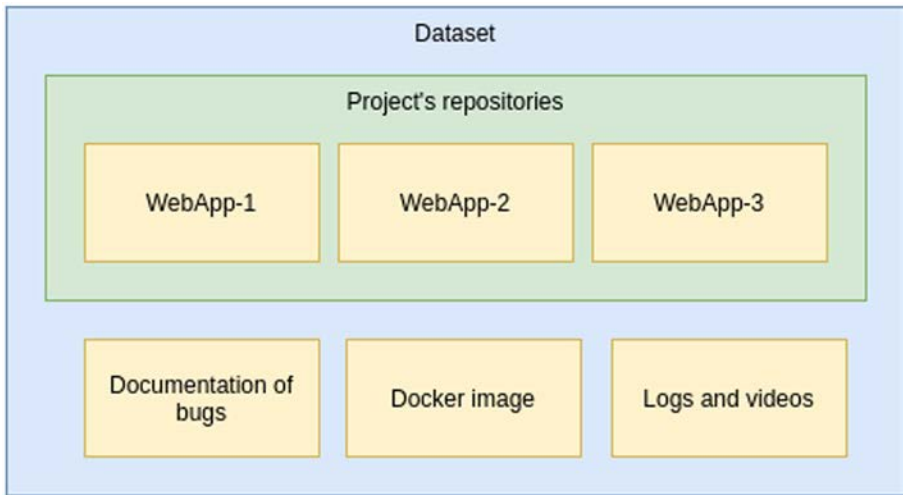 Dataset
Project's repositories
WebApp-1
WebApp-2
WebApp-3
Documentation of
bugs
Docker image
Logs and videos